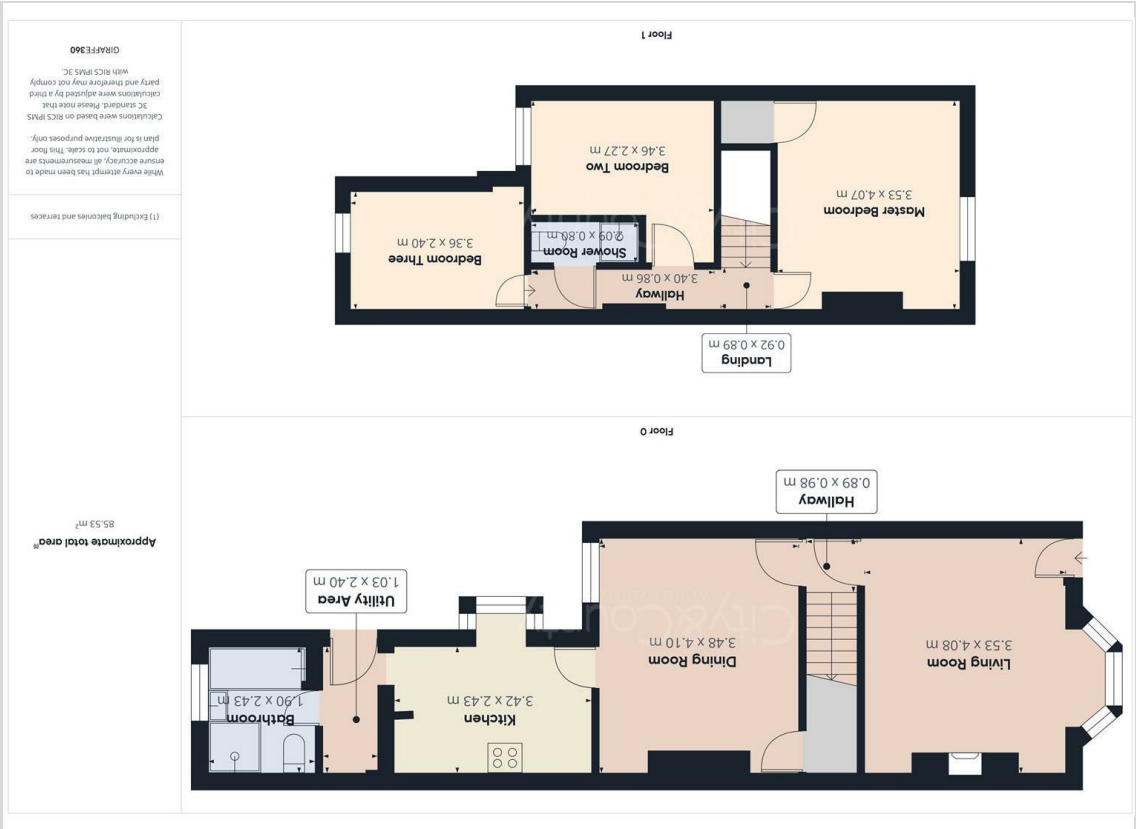 Approximate total area⁽¹⁾
85.53 m²
(1) Excluding balconies and terraces
While every attempt has been made to
ensure accuracy, all measurements are
approximate, not to scale. This floor
plan is for illustrative purposes only.
Calculations were based on RICS IPMS
3C standard. Please note that
calculations were adjusted by a third
party and therefore may not comply
with RICS IPMS 3C.
GIRAFFE360
Hallway
0.89 x 0.98 m
Living Room
3.53 x 4.08 m
Dining Room
3.48 x 4.10 m
Kitchen
3.42 x 2.43 m
Utility Area
1.03 x 2.40 m
Bathroom
1.90 x 2.43 m
City&County
Floor 0
Landing
0.92 x 0.89 m
Hallway
3.40 x 0.86 m
Master Bedroom
3.53 x 4.07 m
Bedroom Two
3.46 x 2.27 m
Shower Room
2.09 x 0.80 m
Bedroom Three
3.36 x 2.40 m
Floor 1